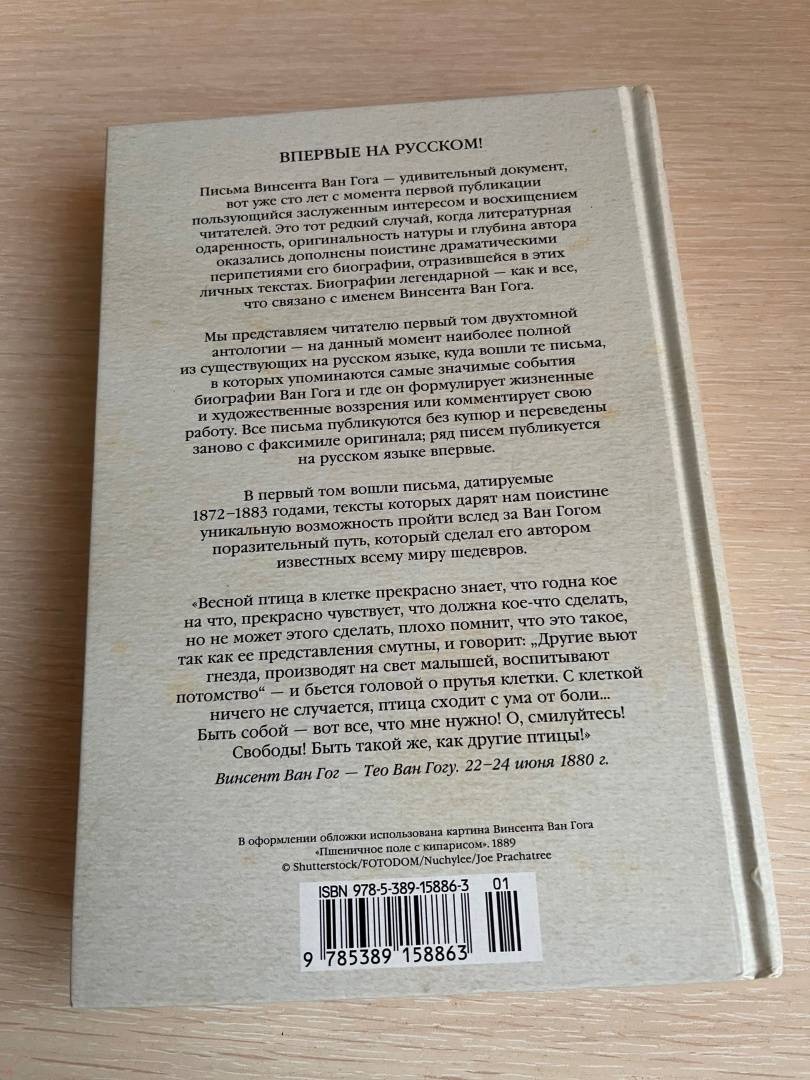 ВПЕРВЫЕ НА РУССКОМ!
Письма Винсента Ван Гога — удивительный документ,
вот уже сто лет с момента первой публикации
пользующийся заслуженным интересом и восхищением
читателей. Это тот редкий случай, когда литературная
одаренность, оригинальность натуры и глубина автора
оказались дополнены поистине драматическими
перипетиями его биографии, отразившейся в этих
личных текстах. Биографии легендарной — как и все,
что связано с именем Винсента Ван Гога.
Мы представляем читателю первый том двухтомной
антологии — на данный момент наиболее полной
из существующих на русском языке, куда вошли те письма,
в которых упоминаются самые значимые события
биографии Ван Гога и где он формулирует жизненные
и художественные воззрения или комментирует свою
работу. Все письма публикуются без купюр и переведены
заново с факсимиле оригинала; ряд писем публикуется
на русском языке впервые.
В первый том вошли письма, датируемые
1872–1883 годами, тексты которых дарят нам поистине
уникальную возможность пройти вслед за Ван Гогом
поразительный путь, который сделал его автором
известных всему миру шедевров.
«Весной птица в клетке прекрасно знает, что годна кое
на что, прекрасно чувствует, что должна кое-что сделать,
но не может этого сделать, плохо помнит, что это такое,
так как ее представления смутны, и говорит: „Другие вьют
гнезда, производят на свет малышей, воспитывают
потомство“ — и бьется головой о прутья клетки. С клеткой
ничего не случается, птица сходит с ума от боли...
Быть собой — вот все, что мне нужно! О, смилуйтесь!
Свободы! Быть такой же, как другие птицы!»
Винсент Ван Гог — Тео Ван Гогу. 22–24 июня 1880 г.
В оформлении обложки использована картина Винсента Ван Гога
«Пшеничное поле с кипарисом». 1889
© Shutterstock/FOTODOM/Nuchylee/Joe Prachatree
ISBN 978-5-389-15886-3 01
9 785389 158863